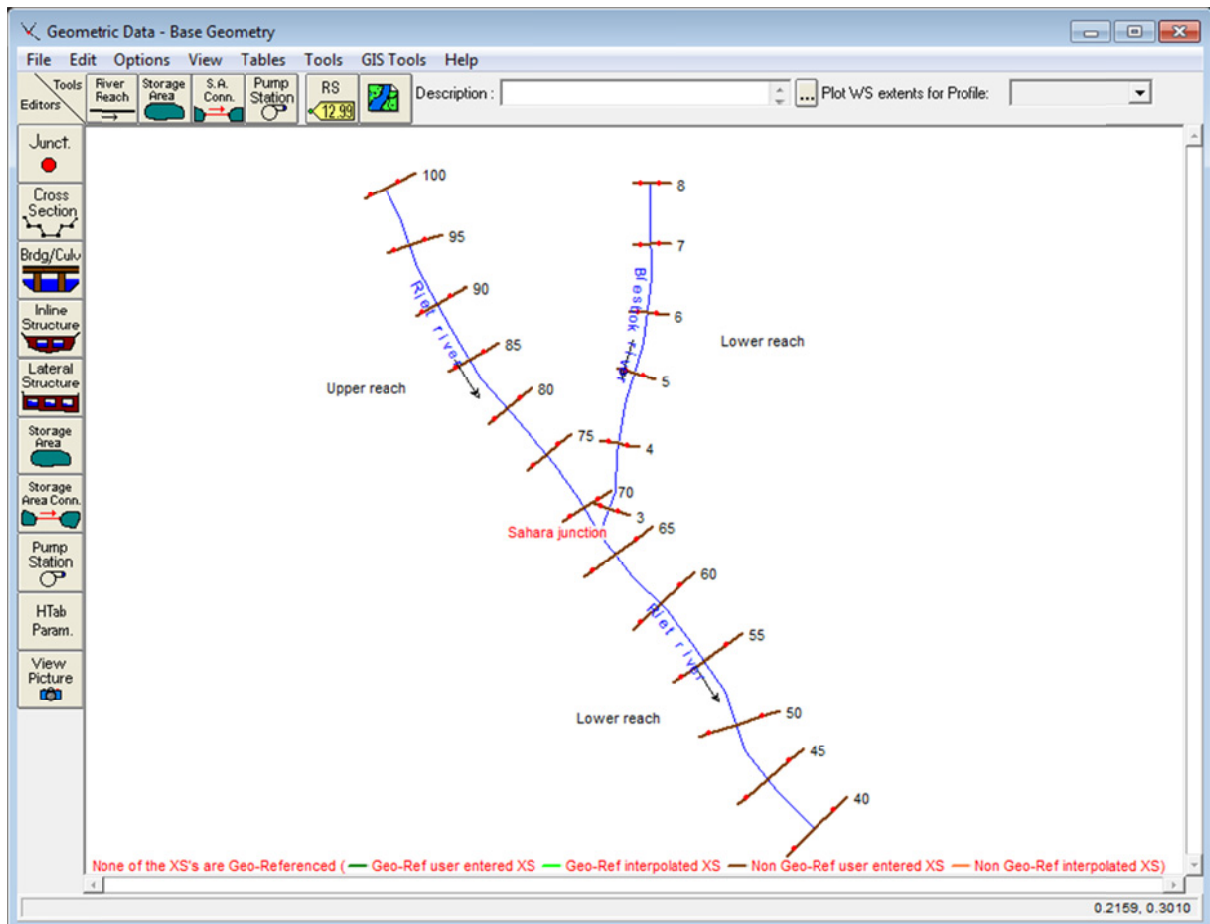 Geometric Data - Base Geometry
File Edit Options View Tables Tools GIS Tools Help
Tools
Editors
River
Reach
Storage
Area
S.A.
Conn.
Pump
Station
RS
12.99
Description :
...
Plot WS extents for Profile:
Junct.
Cross
Section
Brdg/Culv
Inline
Structure
Lateral
Structure
Storage
Area
Storage
Area Conn.
Pump
Station
HTab
Param.
View
Picture
100
95
90
85
80
75
70
65
60
55
50
45
40
8
7
6
5
4
3
Riet river
Upper reach
Lower reach
Sahara junction
Riet river
Lower reach
None of the XS's are Geo-Referenced ( Geo-Ref user entered XS Geo-Ref interpolated XS Non Geo-Ref user entered XS Non Geo-Ref interpolated XS)
0.2159, 0.3010